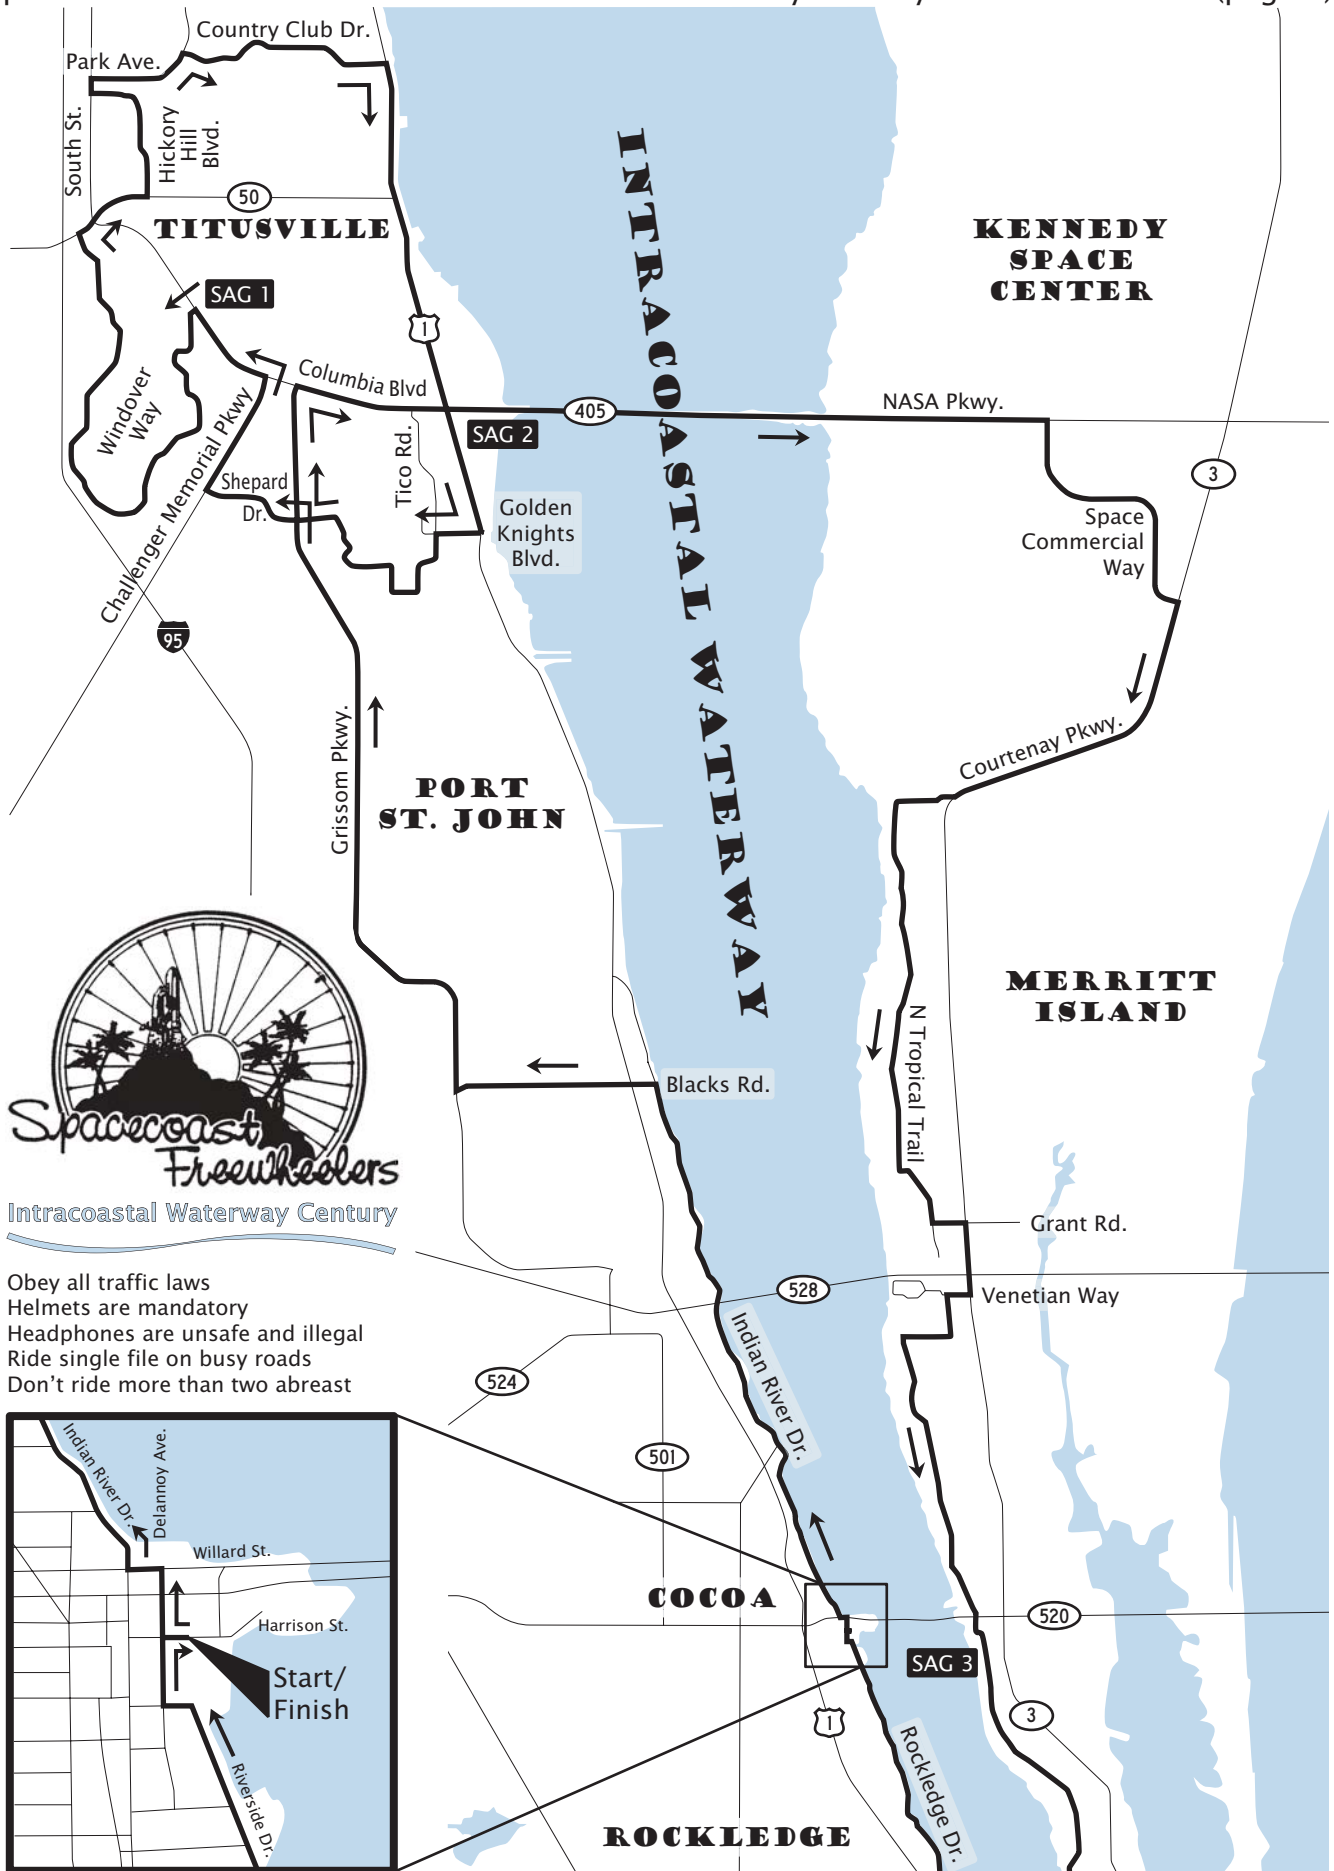 Country Club Dr.
Park Ave.
South St.
Hickory
Hill
Blvd.
50
TITUSVILLE
SAG 1
1
Windover
Way
Columbia Blvd
405
NASA Pkwy.
SAG 2
Challenger Memorial Pkwy
Shepard
Dr.
Tico Rd.
Golden
Knights
Blvd.
95
INTRACOASTAL WATERWAY
KENNEDY
SPACE
CENTER
3
Space
Commercial
Way
Courtenay Pkwy.
Grissom Pkwy.
PORT
ST. JOHN
MERRITT
ISLAND
N Tropical Trail
Blacks Rd.
Grant Rd.
Venetian Way
528
Indian River Dr.
524
501
COCOA
520
SAG 3
3
1
Rockledge Dr.
ROCKLEDGE
Spacecoast
Freewheelers
Intracoastal Waterway Century
Obey all traffic laws
Helmets are mandatory
Headphones are unsafe and illegal
Ride single file on busy roads
Don't ride more than two abreast
Indian River Dr.
Delannoy Ave.
Willard St.
Harrison St.
Start/
Finish
Riverside Dr.